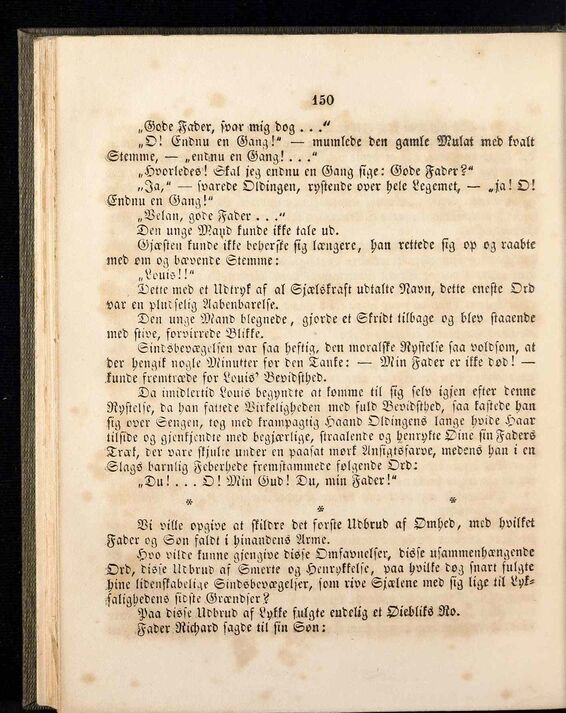 150
„Gode Fader, svar mig dog . . .“
„O! Endnu en Gang!“ — mumlede den gamle Mulat med kvalt
Stemme, — „endnu en Gang! . . .“
„Hvorledes! Skal jeg endnu en Gang sige: Gode Fader?“
„Ja,“ — svarede Oldingen, rystende over hele Legemet, — „ja! O!
Endnu en Gang!“
„Velan, gode Fader . . .“
Den unge Mand kunde ikke tale ud.
Gjæsten kunde ikke beherske sig længere, han rettede sig op og raabte
med øm og bævende Stemme:
„Louis!!“
Dette med et Udtryk af al Sjælskraft udtalte Navn, dette eneste Ord
var en pludselig Aabenbarelse.
Den unge Mand blegnede, gjorde et Skridt tilbage og blev staaende
med stive, forvirrede Blikke.
Sindsbevægelsen var saa heftig, den moralske Rystelse saa voldsom, at
der hengik nogle Minutter før den Tanke: — Min Fader er ikke død! —
kunde fremtræde for Louis' Bevidsthed.
Da imidlertid Louis begyndte at komme til sig selv igjen efter denne
Rystelse, da han fattede Virkeligheden med fuld Bevidsthed, saa kastede han
sig over Sengen, tog med krampagtig Haand Oldingens lange hvide Haar
tilside og gjenkjendte med begjærlige, straalende og henrykte Øine sin Faders
Træk, der vare skjulte under en paasat mørk Ansigtsfarve, medens han i en
Slags barnlig Feberhede fremstammede følgende Ord:
„Du! . . . O! Min Gud! Du, min Fader!“
* * *
Vi ville opgive at skildre det første Udbrud af Ømhed, med hvilket
Fader og Søn faldt i hinandens Arme.
Hvo vilde kunne gjengive disse Omfavnelser, disse usammenhængende
Ord, disse Udbrud af Smerte og Henrykkelse, paa hvilke dog snart fulgte
hine lidenskabelige Sindsbevægelser, som rive Sjælene med sig lige til Lyk-
salighedens sidste Grændser?
Paa disse Udbrud af Lykke fulgte endelig et Øiebliks Ro.
Fader Richard sagde til sin Søn: